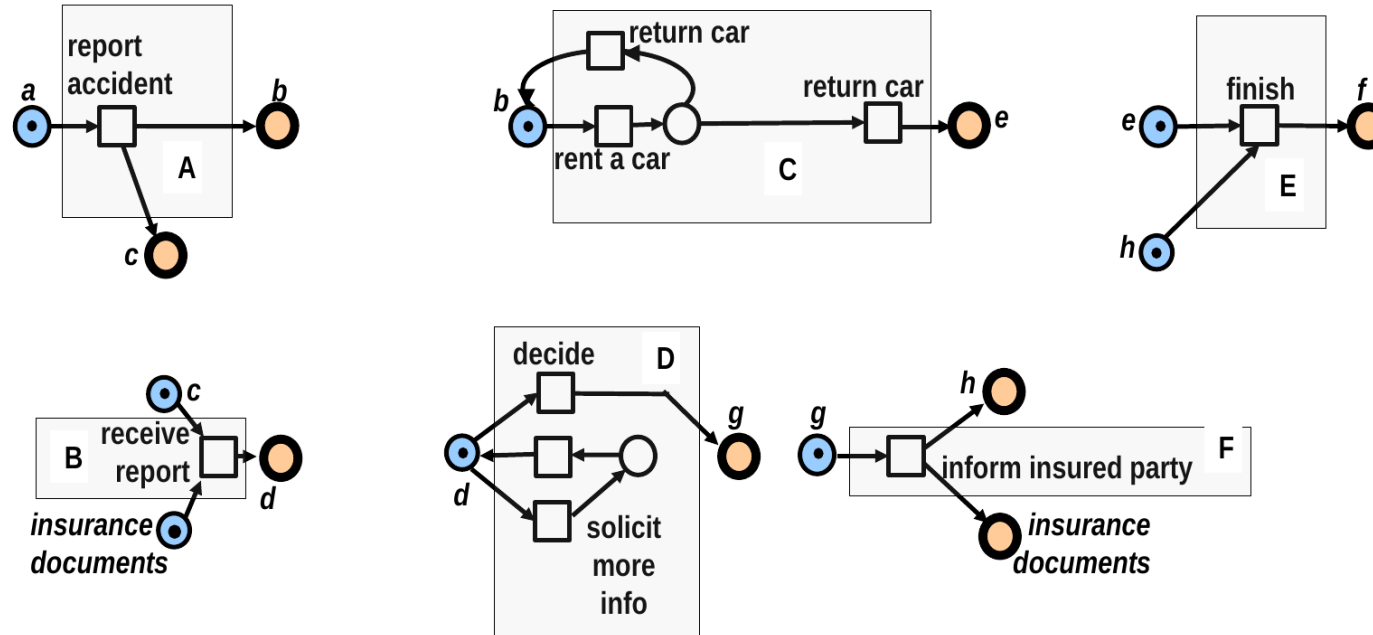 report
accident
a
b
A
c
return car
b
return car
e
rent a car
C
finish
e
f
E
h
c
B
receive
report
d
insurance
documents
decide
D
g
d
solicit
more
info
h
g
F
inform insured party
insurance
documents